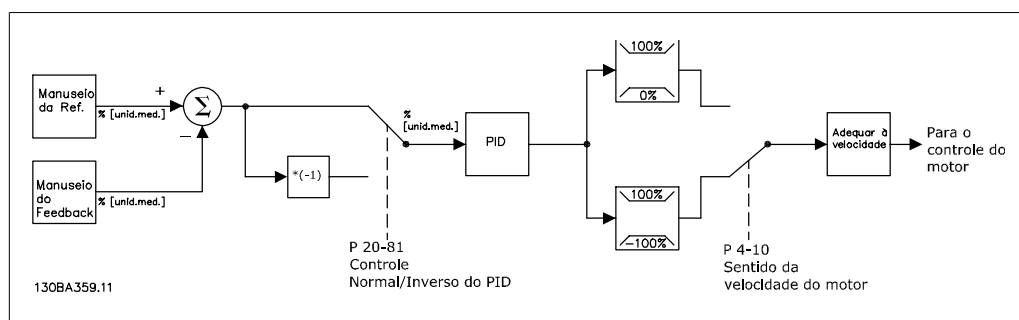 Manuseio
da Ref.
+
% [unid.med.]
−
Σ
Manuseio
do
Feedback
% [unid.med.]
*(-1)
%
[unid.med.]
PID
100%
0%
100%
-100%
Adequar à
velocidade
Para o
controle do
motor
P 20-81
Controle
Normal/Inverso do PID
P 4-10
Sentido da
velocidade do motor
130BA359.11